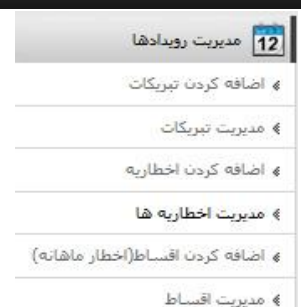 12 مدیریت رویدادها
» اضافه کردن تبریکات
» مدیریت تبریکات
» اضافه کردن اخطاریه
» مدیریت اخطاریه ها
» اضافه کردن اقساط(اخطار ماهانه)
» مدیریت اقساط